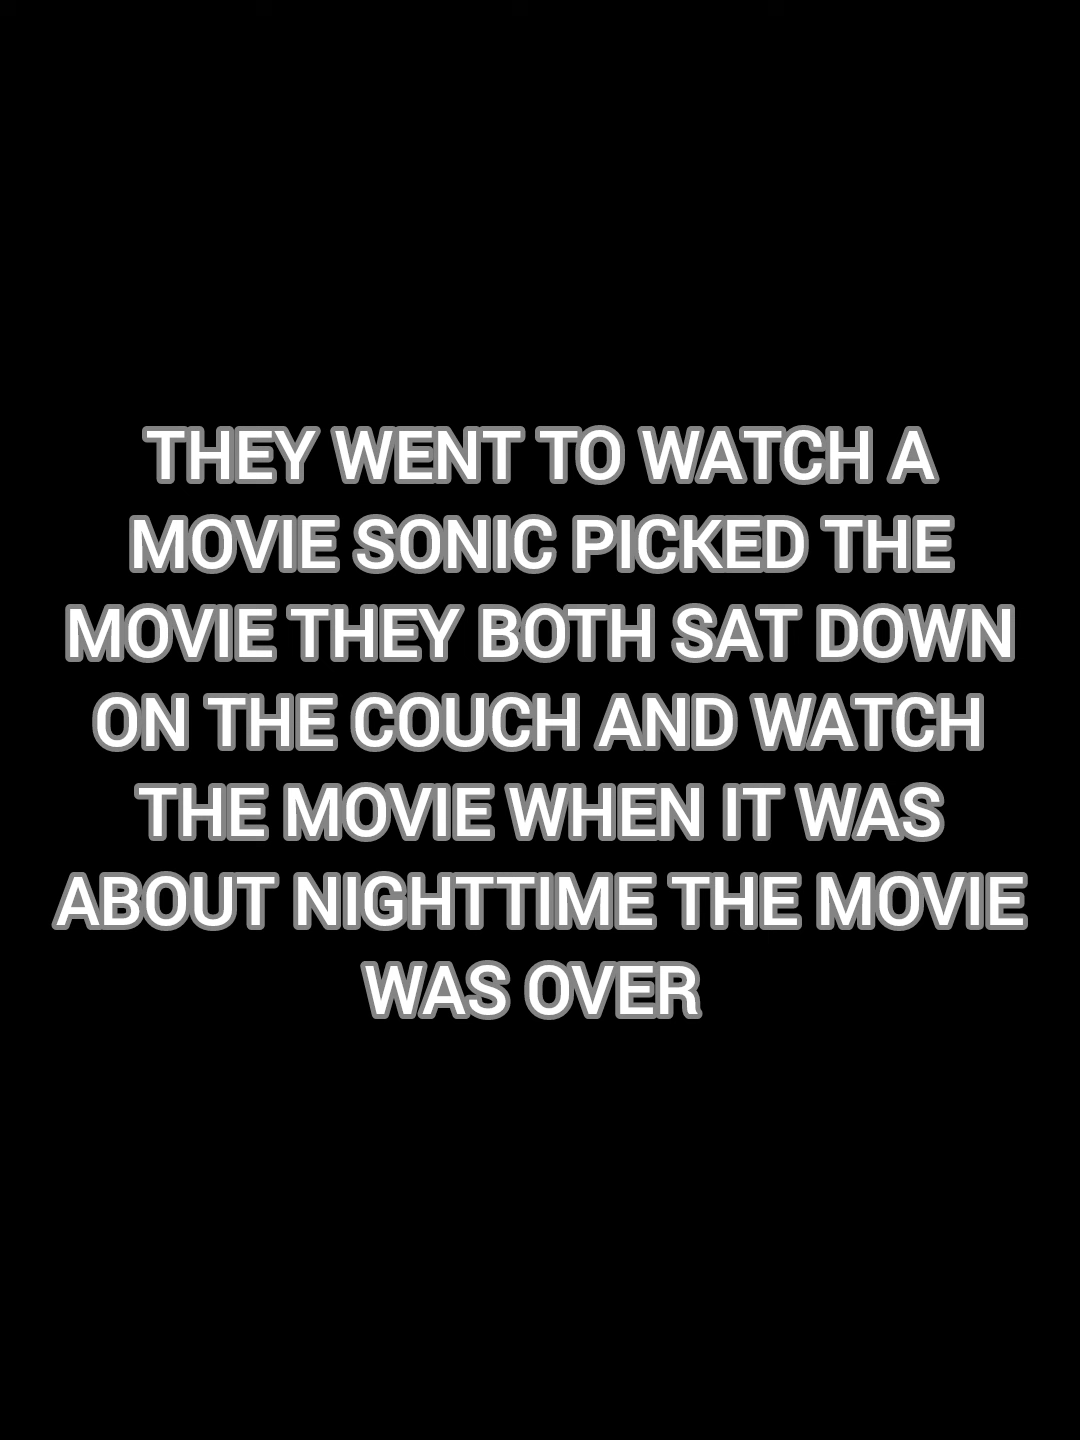 THEY WENT TO WATCH A
MOVIE SONIC PICKED THE
MOVIE THEY BOTH SAT DOWN
ON THE COUCH AND WATCH
THE MOVIE WHEN IT WAS
ABOUT NIGHTTIME THE MOVIE
WAS OVER